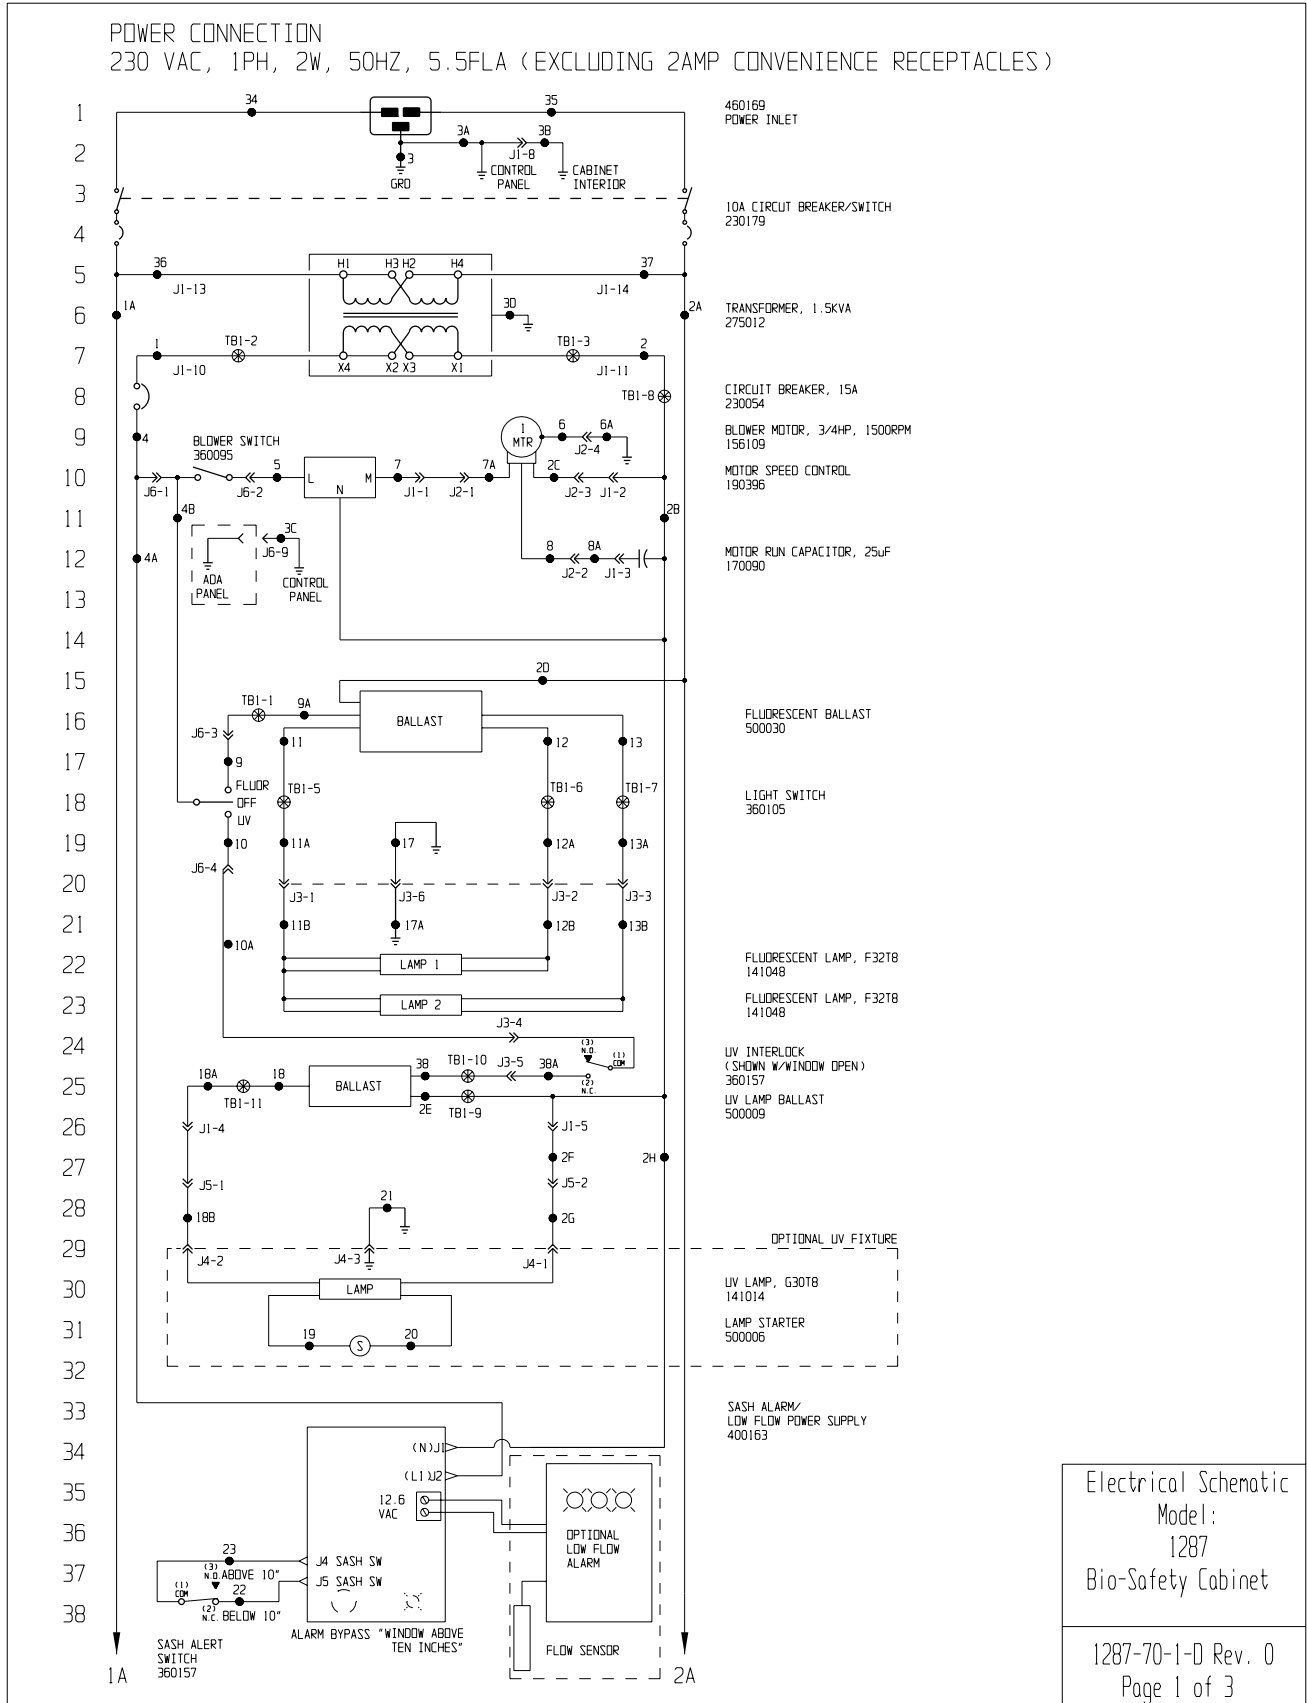 POWER CONNECTION
230 VAC, 1PH, 2W, 50HZ, 5.5FLA (EXCLUDING 2AMP CONVENIENCE RECEPTACLES)
1
34
35
460169
POWER INLET
2
3A
3B
3
J1-8
GRD
CONTROL
PANEL
CABINET
INTERIOR
3
10A CIRCUT BREAKER/SWITCH
230179
4
5
36
H1
H3 H2
H4
37
J1-13
J1-14
6
1A
3D
2A
TRANSFORMER, 1.5KVA
275012
7
1
TB1-2
TB1-3
2
J1-10
X4
X2 X3
X1
J1-11
8
TB1-8
CIRCUIT BREAKER, 15A
230054
9
4
BLOWER SWITCH
360095
1
MTR
6
6A
J2-4
BLOWER MOTOR, 3/4HP, 1500RPM
156109
10
J6-1
J6-2
5
L
N
M
7
J1-1
J2-1
7A
2C
J2-3
J1-2
MOTOR SPEED CONTROL
190396
11
4B
3C
2B
12
4A
J6-9
ADA
PANEL
CONTROL
PANEL
8
8A
J2-2
J1-3
MOTOR RUN CAPACITOR, 25uF
170090
13
14
15
2D
16
TB1-1
9A
J6-3
BALLAST
11
12
13
FLUORESCENT BALLAST
500030
17
9
18
FLUOR
OFF
UV
TB1-5
TB1-6
TB1-7
LIGHT SWITCH
360105
19
10
11A
17
12A
13A
20
J6-4
J3-1
J3-6
J3-2
J3-3
21
10A
11B
17A
12B
13B
22
LAMP 1
FLUORESCENT LAMP, F32T8
141048
23
LAMP 2
FLUORESCENT LAMP, F32T8
141048
24
J3-4
(3)
N.O.
(1)
COM
(2)
N.C.
UV INTERLOCK
(SHOWN W/WINDOW OPEN)
360157
25
18A
TB1-11
18
BALLAST
38
TB1-10
J3-5
38A
2E
TB1-9
UV LAMP BALLAST
500009
26
J1-4
J1-5
27
2F
2H
J5-1
J5-2
28
18B
21
2G
29
J4-2
J4-3
J4-1
OPTIONAL UV FIXTURE
30
LAMP
UV LAMP, G30T8
141014
31
19
S
20
LAMP STARTER
500006
32
33
SASH ALARM/
LOW FLOW POWER SUPPLY
400163
34
(N)J1
(L1)J2
35
12.6
VAC
36
OPTIONAL
LOW FLOW
ALARM
37
23
J4 SASH SW
(3)
N.O. ABOVE 10"
J5 SASH SW
(1)
COM
22
38
(2)
N.C. BELOW 10"
ALARM BYPASS "WINDOW ABOVE
TEN INCHES"
FLOW SENSOR
SASH ALERT
SWITCH
360157
1A
2A
Electrical Schematic
Model:
1287
Bio-Safety Cabinet
1287-70-1-D Rev. 0
Page 1 of 3